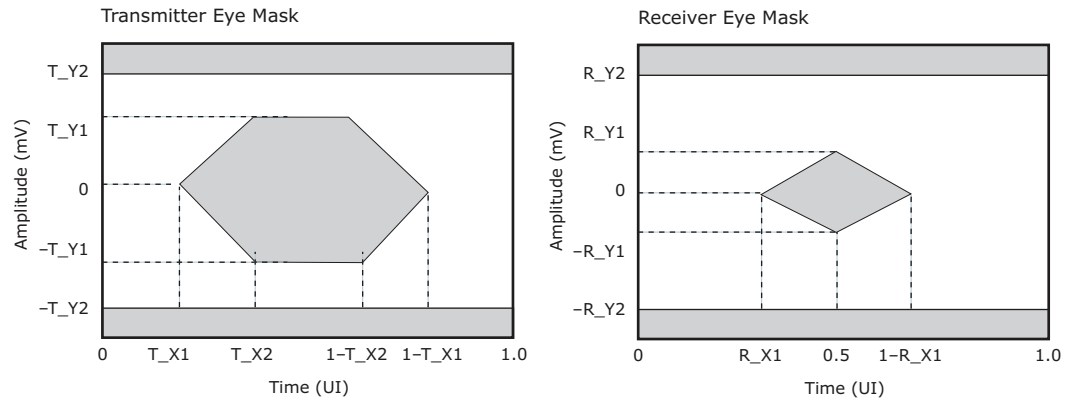 Transmitter Eye Mask
T_Y2
T_Y1
0
–T_Y1
–T_Y2
Amplitude (mV)
0 T_X1 T_X2 1–T_X2 1–T_X1 1.0
Time (UI)
Receiver Eye Mask
R_Y2
R_Y1
0
–R_Y1
–R_Y2
Amplitude (mV)
0 R_X1 0.5 1–R_X1 1.0
Time (UI)